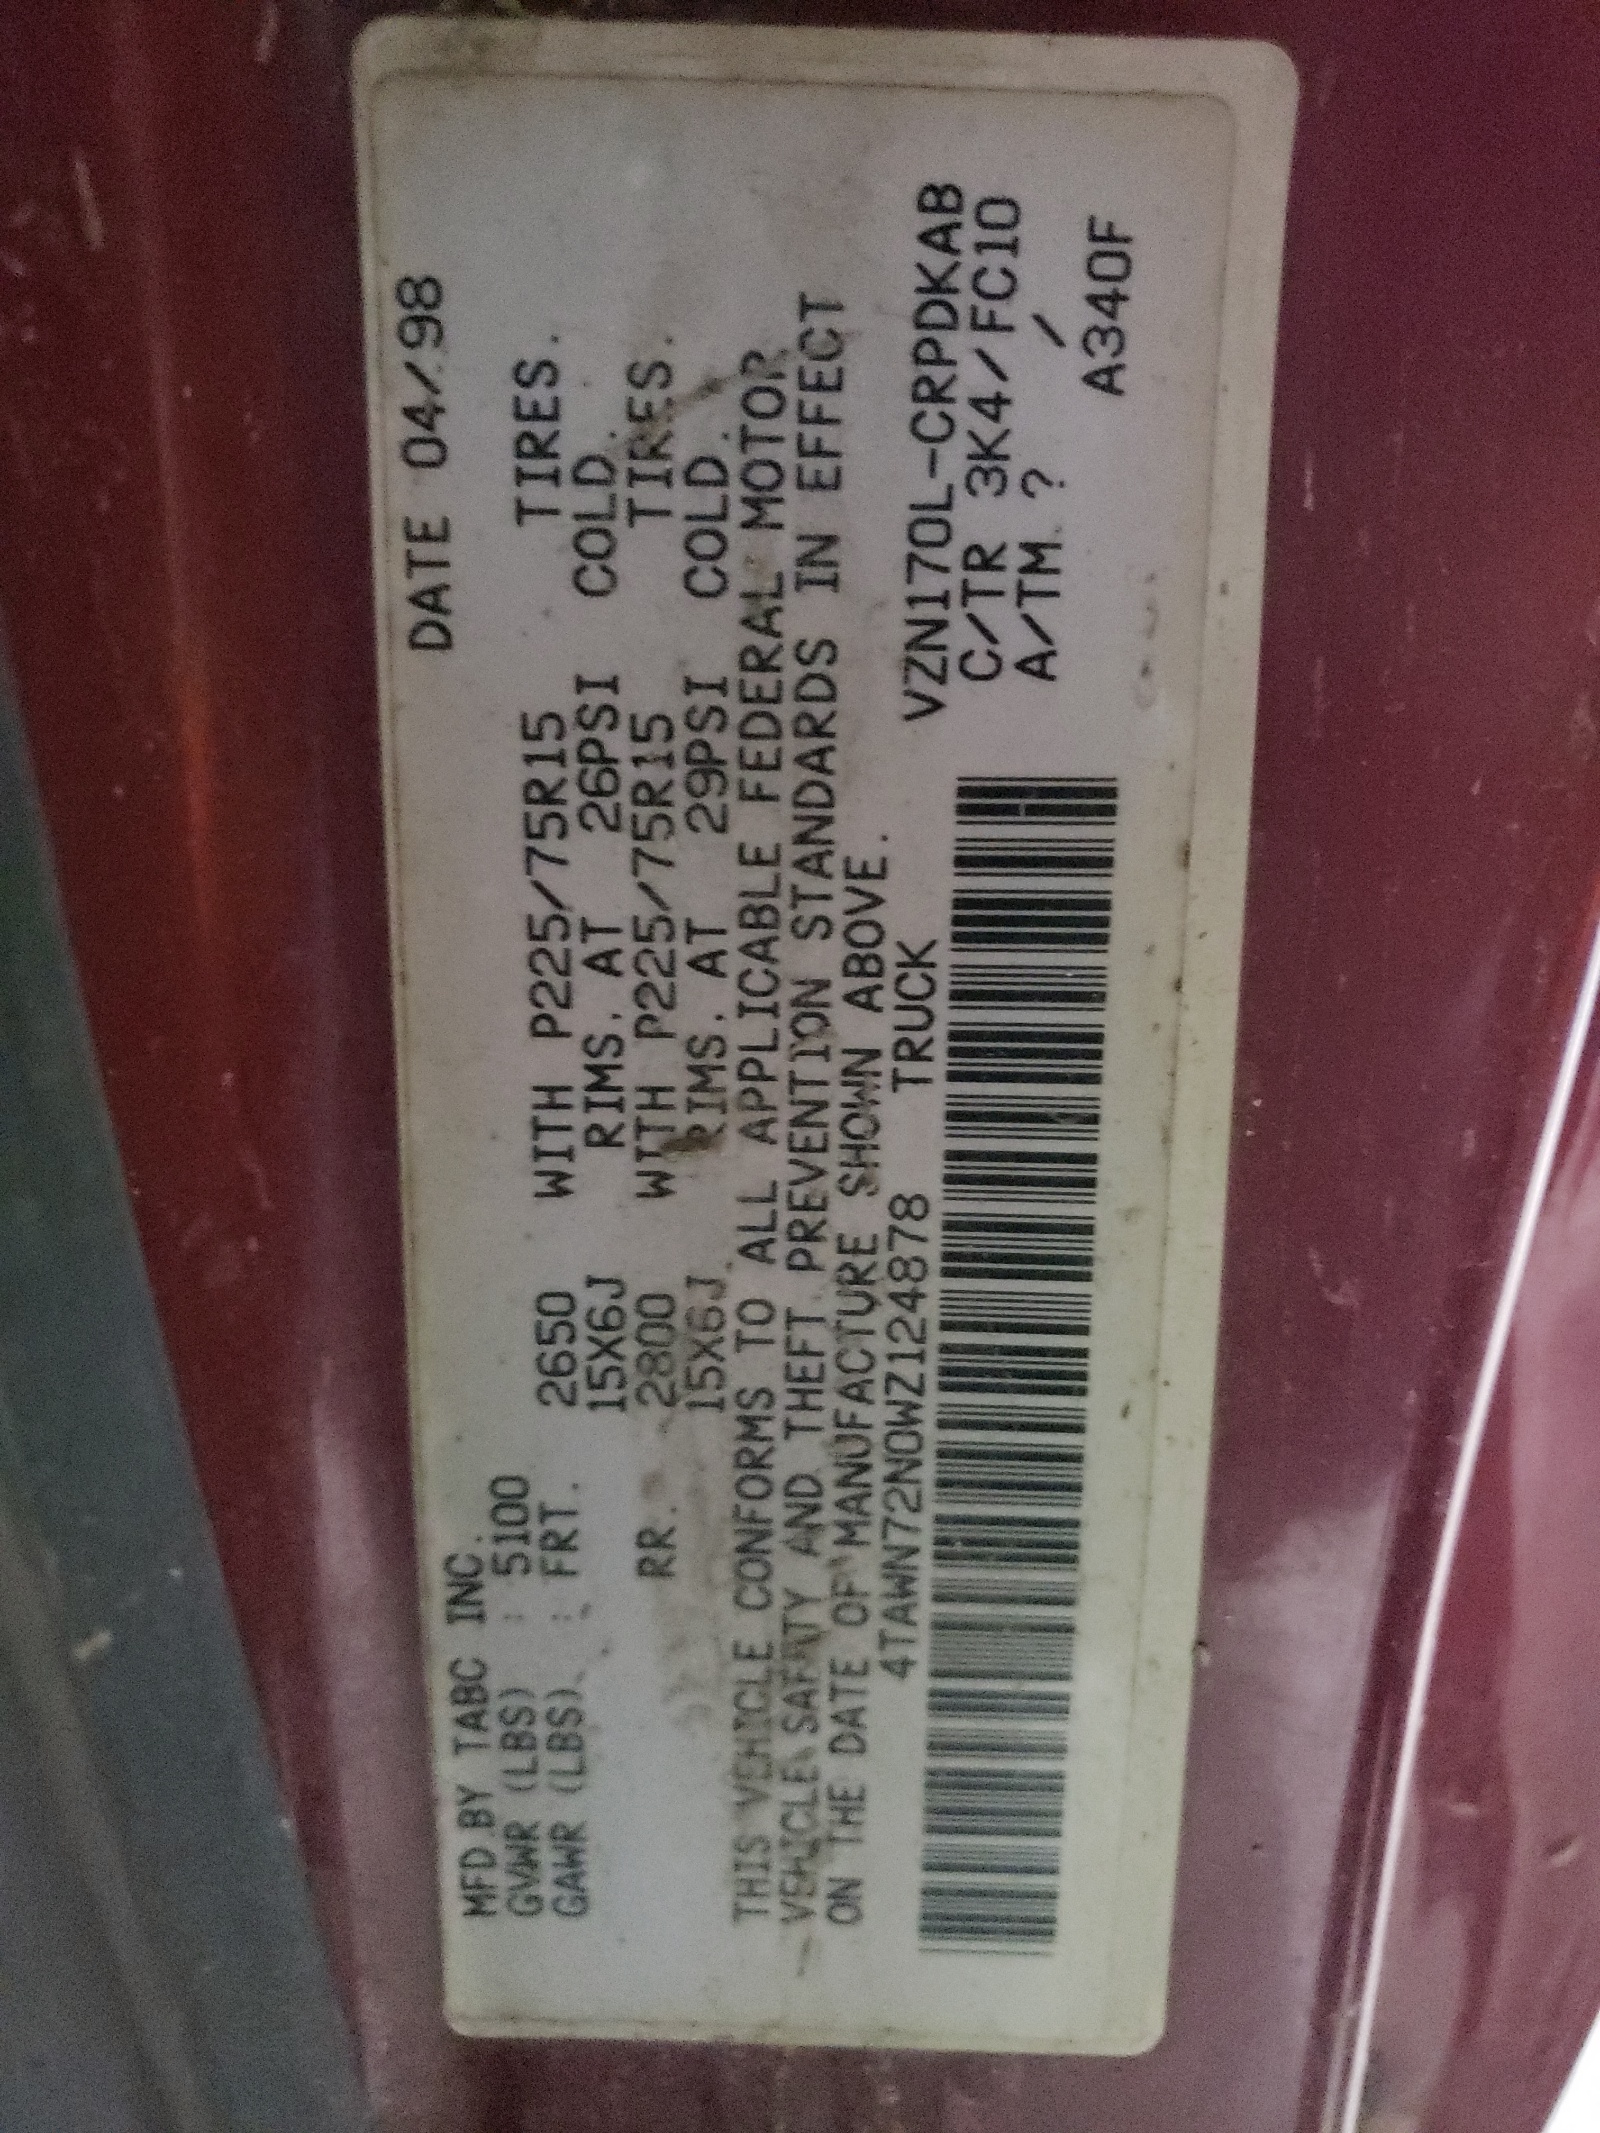 MFD.BY TABC INC. DATE 04/98
GVWR (LBS) : 5100
GAWR (LBS) : FRT. 2650 WITH P225/75R15 TIRES.
15X6J RIMS, AT 26PSI COLD.
RR. 2800 WITH P225/75R15 TIRES.
15X6J RIMS, AT 29PSI COLD.
THIS VEHICLE CONFORMS TO ALL APPLICABLE FEDERAL MOTOR
VEHICLE SAFETY AND THEFT PREVENTION STANDARDS IN EFFECT
ON THE DATE OF MANUFACTURE SHOWN ABOVE.
4TAWN72N0WZ124878 TRUCK VZN170L-CRPDKAB
C/TR 3K4/FC10
A/TM. ? /
A340F